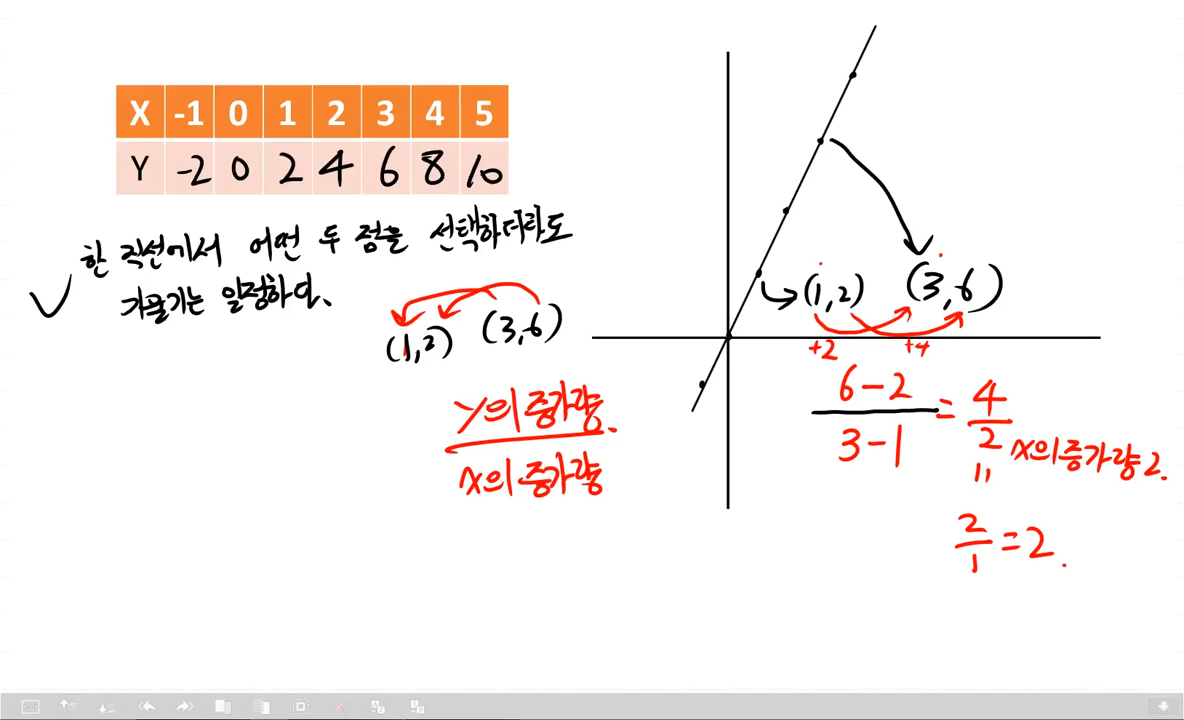 X -1 0 1 2 3 4 5
Y -2 0 2 4 6 8 10
한 직선에서 어떤 두 점을 선택하더라도
기울기는 일정하다.
(1,2) (3,6)
Y의 증가량
X의 증가량
(1,2) (3,6)
+2 +4
6-2
3-1
= 4
2
X의 증가량 2.
=
2
1
=2.